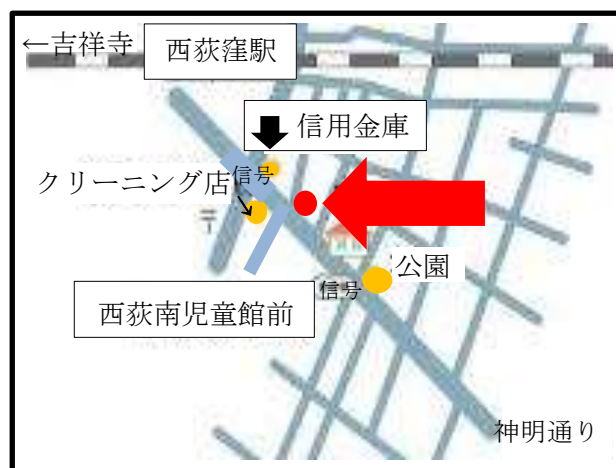 ←吉祥寺
西荻窪駅
信用金庫
信号
クリーニング店
〒
公園
信号
西荻南児童館前
神明通り